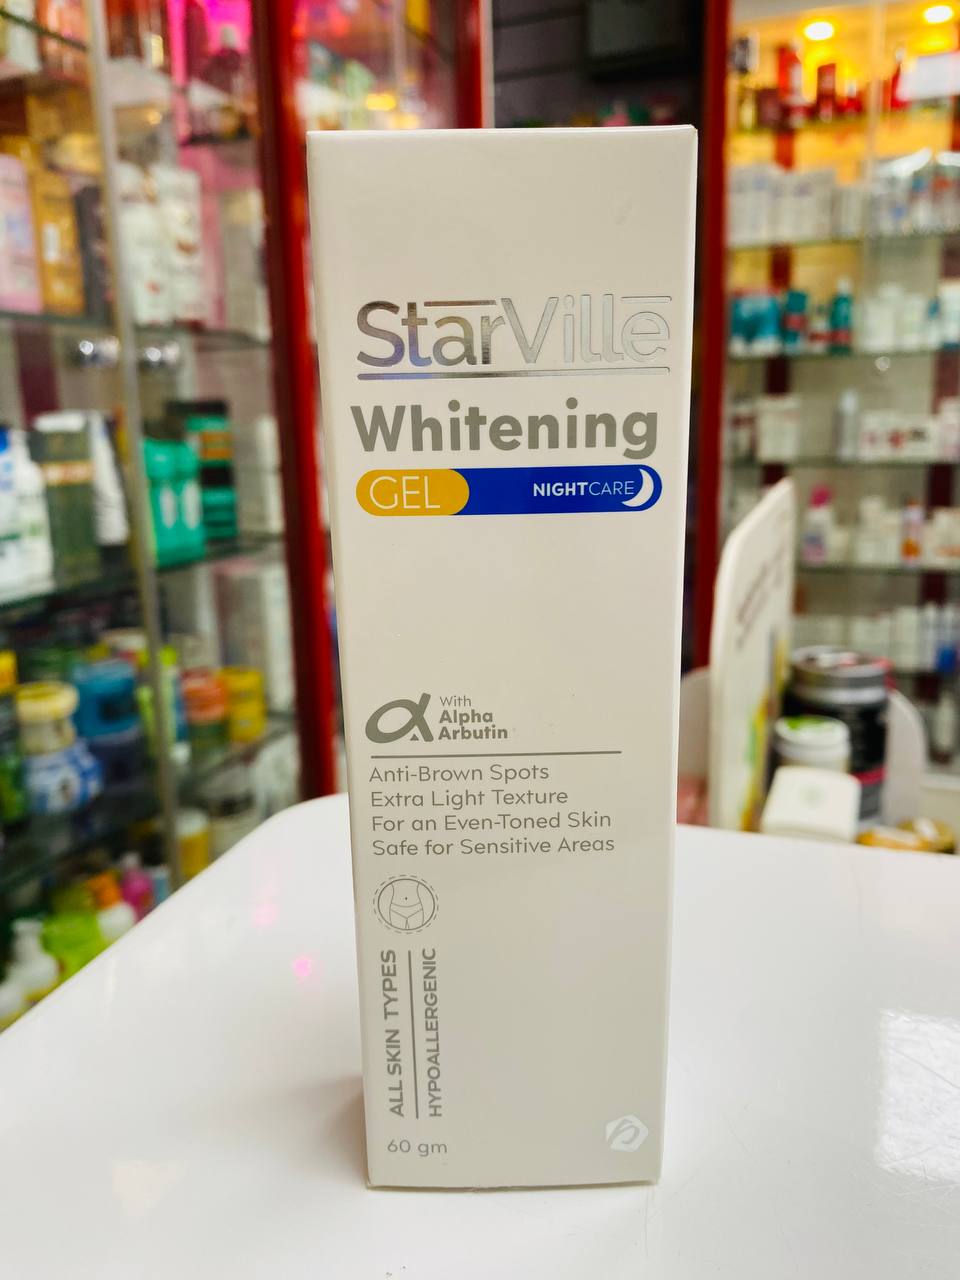 StarVille
Whitening
GEL NIGHTCARE
With
Alpha
Arbutin
Anti-Brown Spots
Extra Light Texture
For an Even-Toned Skin
Safe for Sensitive Areas
ALL SKIN TYPES
HYPOALLERGENIC
60 gm